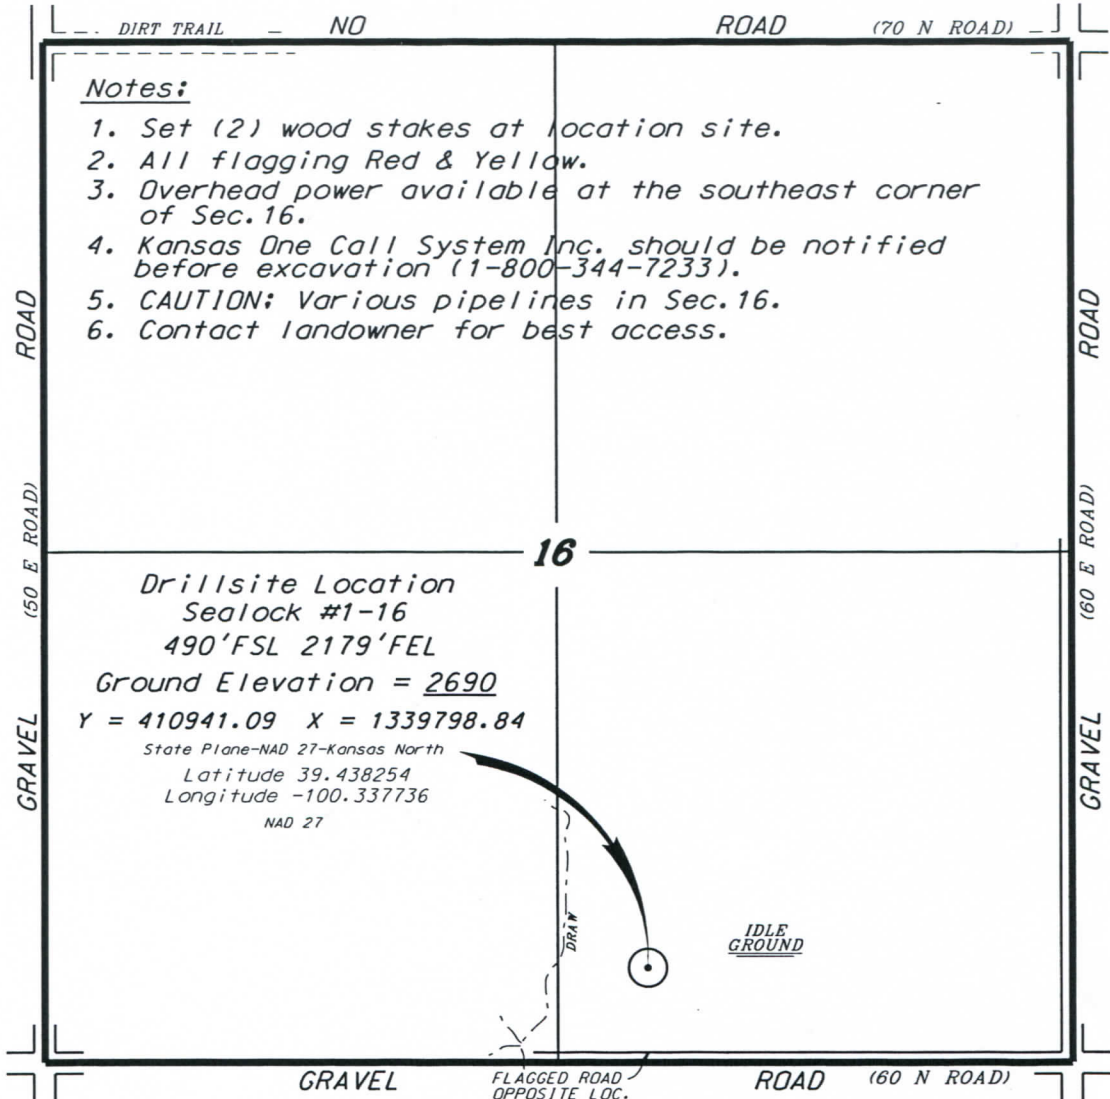 DIRT TRAIL NO ROAD (70 N ROAD)
Notes:
1. Set (2) wood stakes at location site.
2. All flagging Red & Yellow.
3. Overhead power available at the southeast corner
of Sec.16.
4. Kansas One Call System Inc. should be notified
before excavation (1-800-344-7233).
5. CAUTION: Various pipelines in Sec.16.
6. Contact landowner for best access.
ROAD
(50 E ROAD)
GRAVEL
ROAD
(60 E ROAD)
GRAVEL
16
Drillsite Location
Sealock #1-16
490'FSL 2179'FEL
Ground Elevation = 2690
Y = 410941.09 X = 1339798.84
State Plane-NAD 27-Kansas North
Latitude 39.438254
Longitude -100.337736
NAD 27
DRAW
IDLE
GROUND
GRAVEL ROAD (60 N ROAD)
FLAGGED ROAD
OPPOSITE LOC.